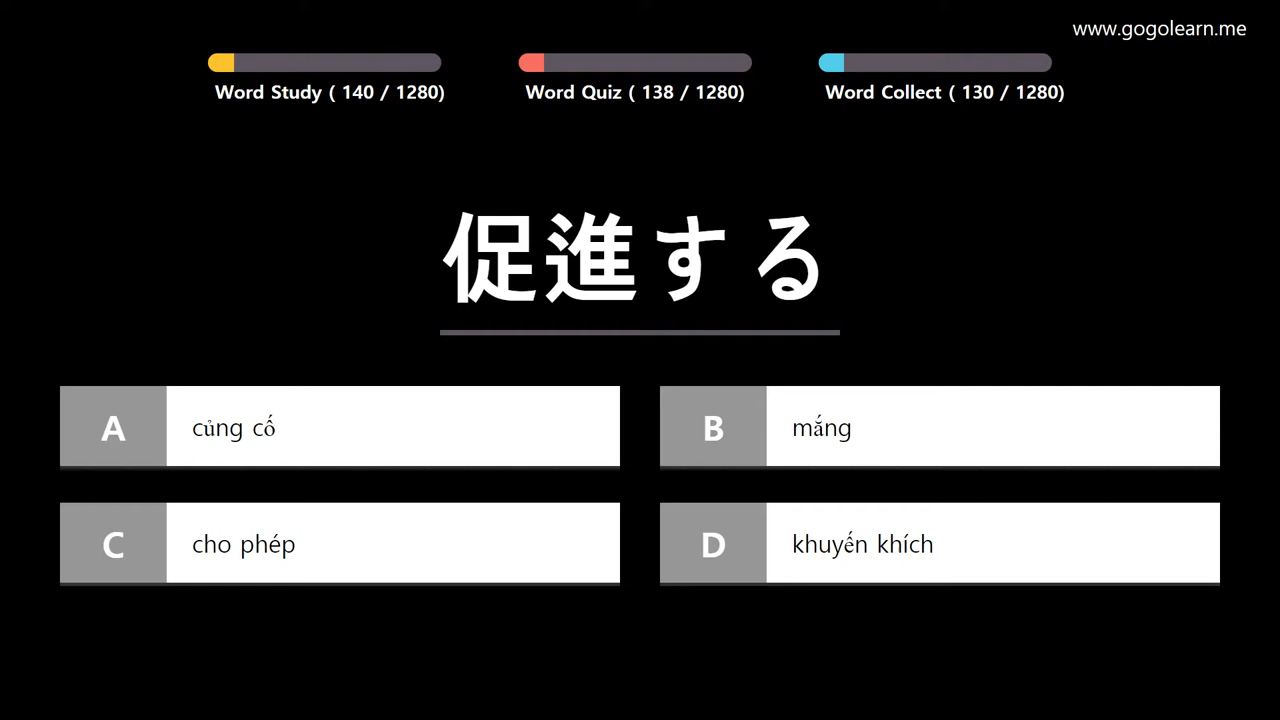 www.gogolearn.me
Word Study ( 140 / 1280)
Word Quiz ( 138 / 1280)
Word Collect ( 130 / 1280)
促進する
A
củng cố
B
mắng
C
cho phép
D
khuyến khích